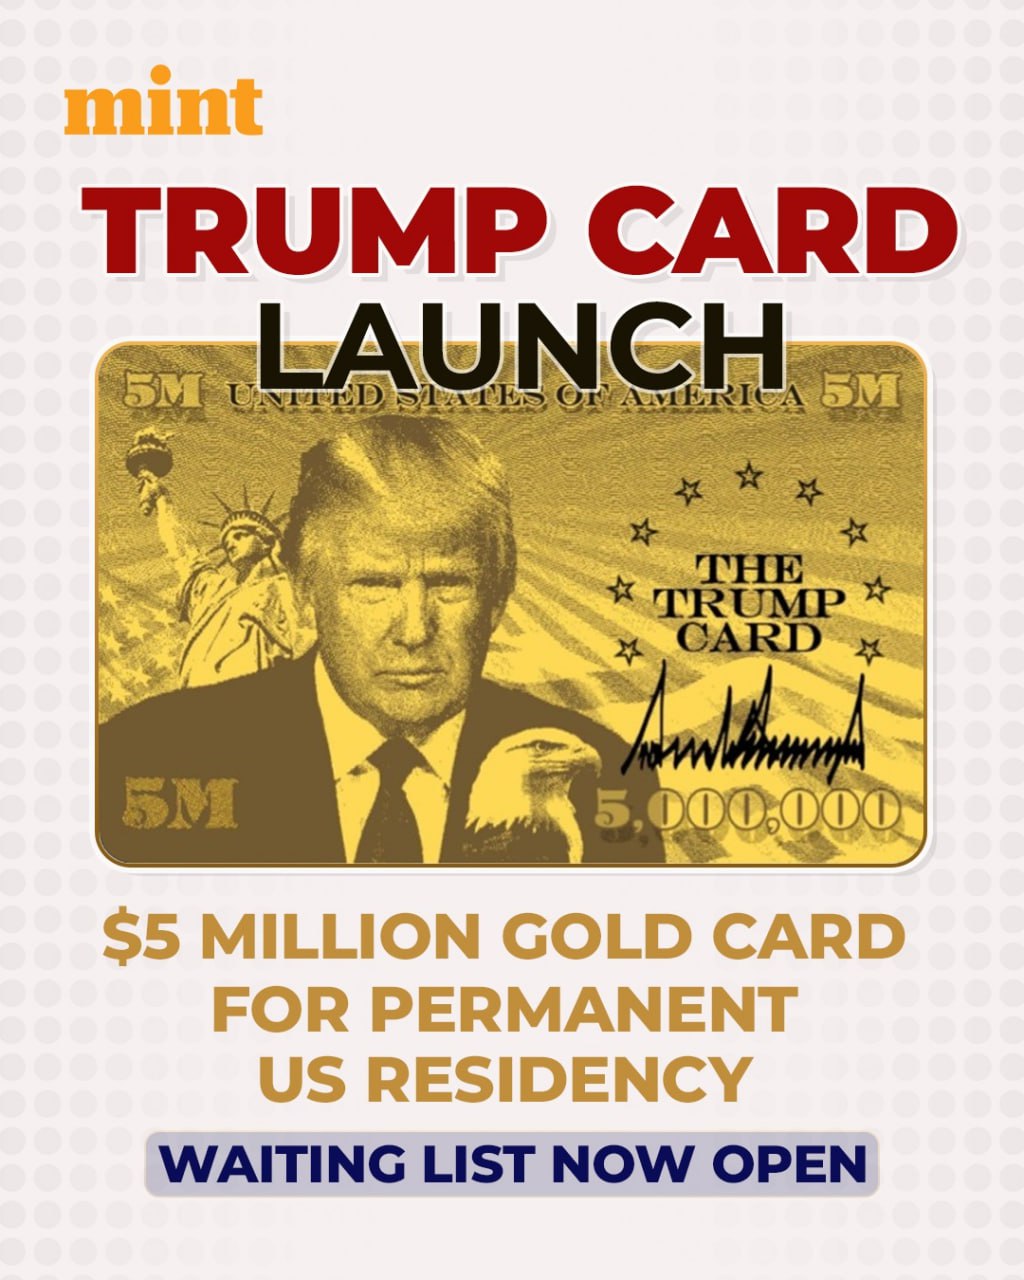 mint
TRUMP CARD
LAUNCH
5M UNITED STATES OF AMERICA 5M
THE
TRUMP
CARD
5M
5,000,000
$5 MILLION GOLD CARD
FOR PERMANENT
US RESIDENCY
WAITING LIST NOW OPEN